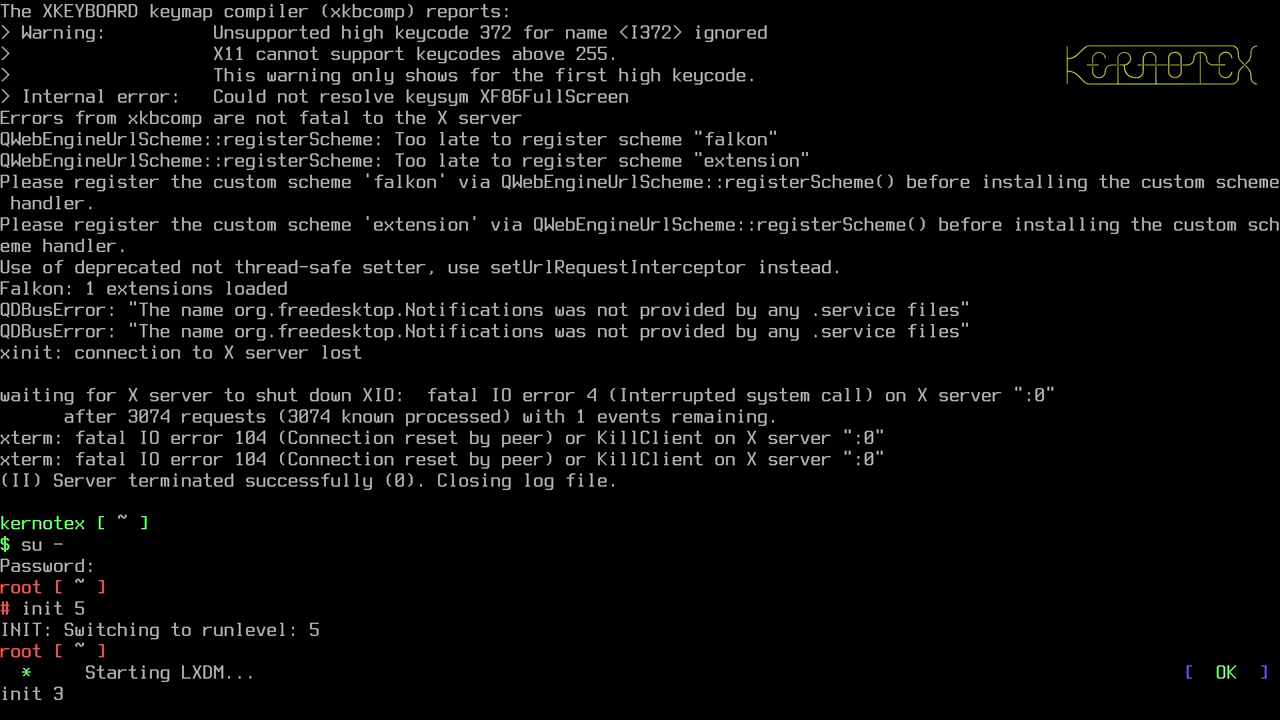 The XKEYBOARD keymap compiler (xkbcomp) reports:
> Warning:          Unsupported high keycode 372 for name <I372> ignored
>                   X11 cannot support keycodes above 255.
>                   This warning only shows for the first high keycode.
> Internal error:   Could not resolve keysym XF86FullScreen
Errors from xkbcomp are not fatal to the X server
QWebEngineUrlScheme::registerScheme: Too late to register scheme "falkon"
QWebEngineUrlScheme::registerScheme: Too late to register scheme "extension"
Please register the custom scheme 'falkon' via QWebEngineUrlScheme::registerScheme() before installing the custom scheme
 handler.
Please register the custom scheme 'extension' via QWebEngineUrlScheme::registerScheme() before installing the custom sch
eme handler.
Use of deprecated not thread-safe setter, use setUrlRequestInterceptor instead.
Falkon: 1 extensions loaded
QDBusError: "The name org.freedesktop.Notifications was not provided by any .service files"
QDBusError: "The name org.freedesktop.Notifications was not provided by any .service files"
xinit: connection to X server lost
waiting for X server to shut down XIO:  fatal IO error 4 (Interrupted system call) on X server ":0"
      after 3074 requests (3074 known processed) with 1 events remaining.
xterm: fatal IO error 104 (Connection reset by peer) or KillClient on X server ":0"
xterm: fatal IO error 104 (Connection reset by peer) or KillClient on X server ":0"
(II) Server terminated successfully (0). Closing log file.
kernotex [ ~ ]
$ su -
Password:
root [ ~ ]
# init 5
INIT: Switching to runlevel: 5
root [ ~ ]
  *     Starting LXDM... [  OK  ]
init 3
KERNOTEX